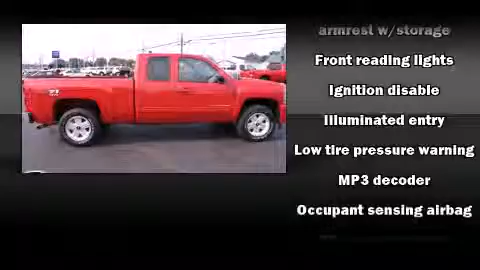 armrest w/storage
Front reading lights
Ignition disable
Illuminated entry
Low tire pressure warning
MP3 decoder
Occupant sensing airbag